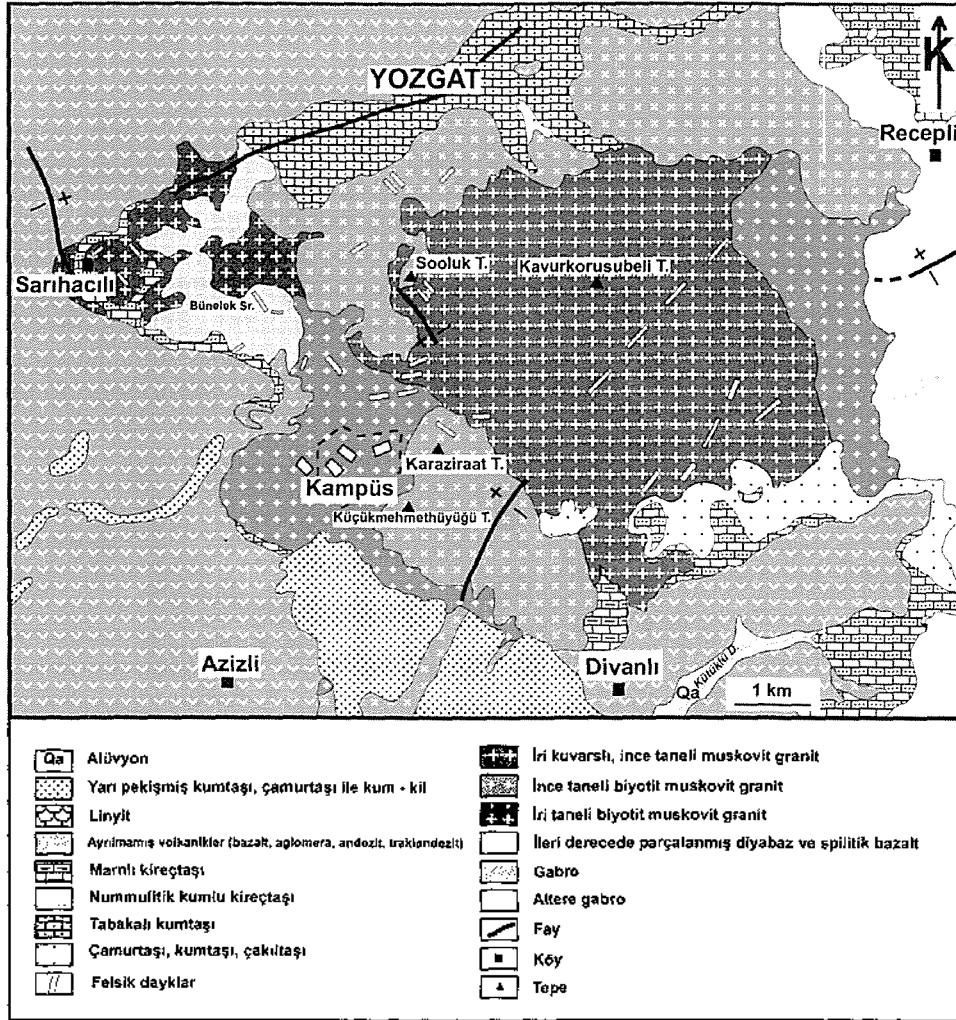 K
YOZGAT
Recepli
Sarıhacılı
Sooluk T.
Kavurkorusubeli T.
Bünelek Sr.
Karaziraat T.
Kampüs
Küçükmehmethüyüğü T.
Azizli
Divanlı
Qa
Kütüklü D.
1 km
Qa Alüvyon
Yarı pekişmiş kumtaşı, çamurtaşı ile kum - kil
Linyit
Ayrılmamış volkanikler (bazalt, aglomera, andezit, trakiandezit)
Marnlı kireçtaşı
Nummulitik kumlu kireçtaşı
Tabakalı kumtaşı
Çamurtaşı, kumtaşı, çakıltaşı
Felsik dayklar
İri kuvarslı, ince taneli muskovit granit
İnce taneli biyotit muskovit granit
İri taneli biyotit muskovit granit
İleri derecede parçalanmış diyabaz ve spilitik bazalt
Gabro
Altere gabro
Fay
Köy
Tepe